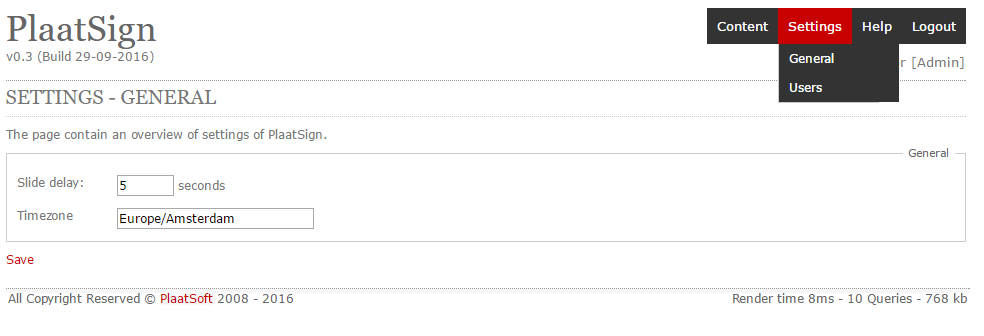 PlaatSign
v0.3 (Build 29-09-2016)
Content Settings Help Logout
General
Users
[Admin]
SETTINGS - GENERAL
The page contain an overview of settings of PlaatSign.
General
Slide delay: 5 seconds
Timezone Europe/Amsterdam
Save
All Copyright Reserved © PlaatSoft 2008 - 2016
Render time 8ms - 10 Queries - 768 kb